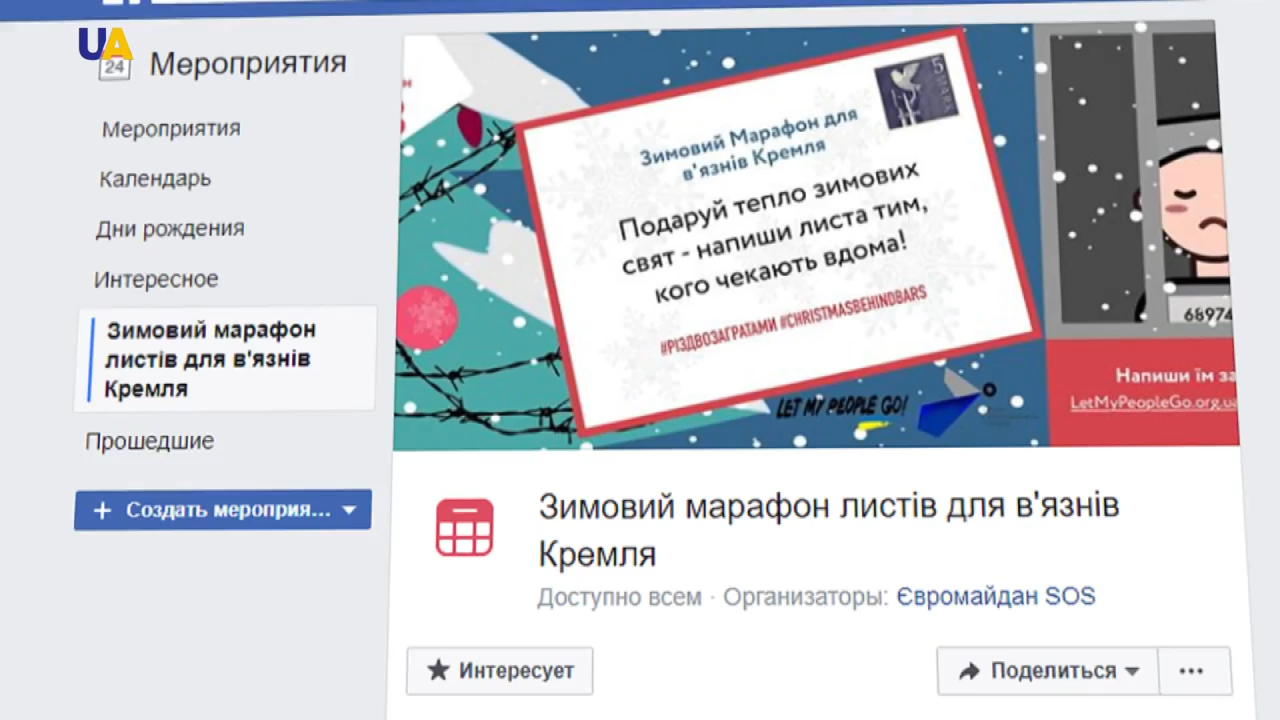 UA
24
Мероприятия
Мероприятия
Календарь
Дни рождения
Интересное
Зимовий марафон
листів для в'язнів
Кремля
Прошедшие
+ Создать мероприя...
Зимовий Марафон для
в'язнів Кремля
Подаруй тепло зимових
свят - напиши листа тим,
кого чекають вдома!
#РІЗДВОЗАГРАТАМИ #CHRISTMASBEHINDBARS
5
LET MY PEOPLE GO!
68974
Напиши їм за
LetMyPeopleGo.org.ua
Зимовий марафон листів для в'язнів
Кремля
Доступно всем · Организаторы: Євромайдан SOS
Интересует
Поделиться